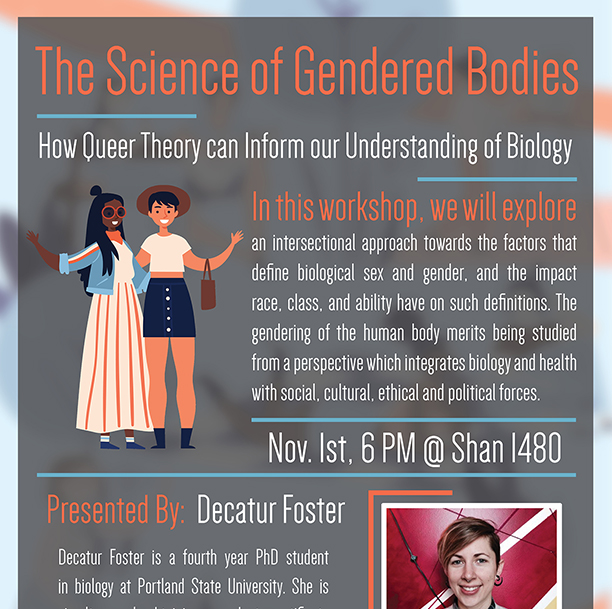 The Science of Gendered Bodies
How Queer Theory can Inform our Understanding of Biology
In this workshop, we will explore
an intersectional approach towards the factors that
define biological sex and gender, and the impact
race, class, and ability have on such definitions. The
gendering of the human body merits being studied
from a perspective which integrates biology and health
with social, cultural, ethical and political forces.
Nov. 1st, 6 PM @ Shan 1480
Presented By: Decatur Foster
Decatur Foster is a fourth year PhD student
in biology at Portland State University. She is